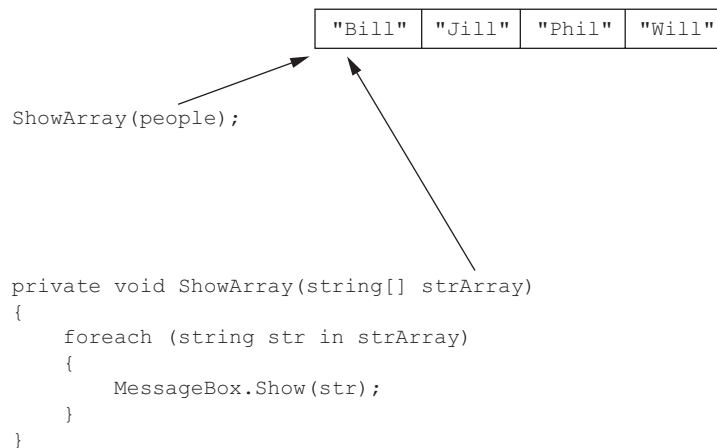 "Bill" "Jill" "Phil" "Will"
ShowArray(people);
private void ShowArray(string[] strArray)
{
    foreach (string str in strArray)
    {
        MessageBox.Show(str);
    }
}